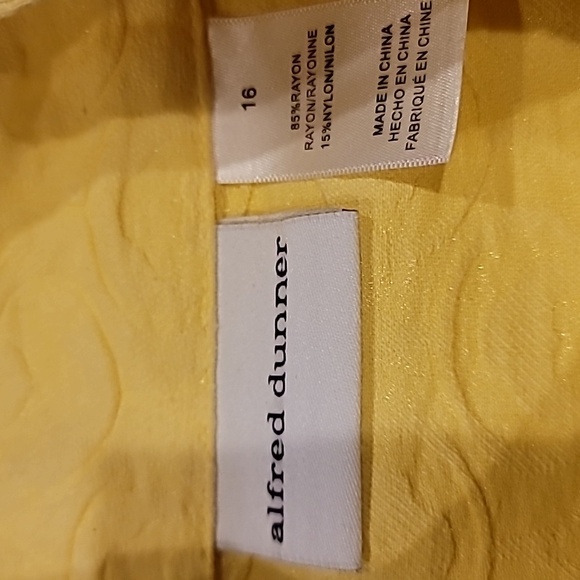 16
85%RAYON
RAYON/RAYONNE
15%NYLON/NILON
MADE IN CHINA
HECHO EN CHINA
FABRIQUÉ EN CHINE
alfred dunner